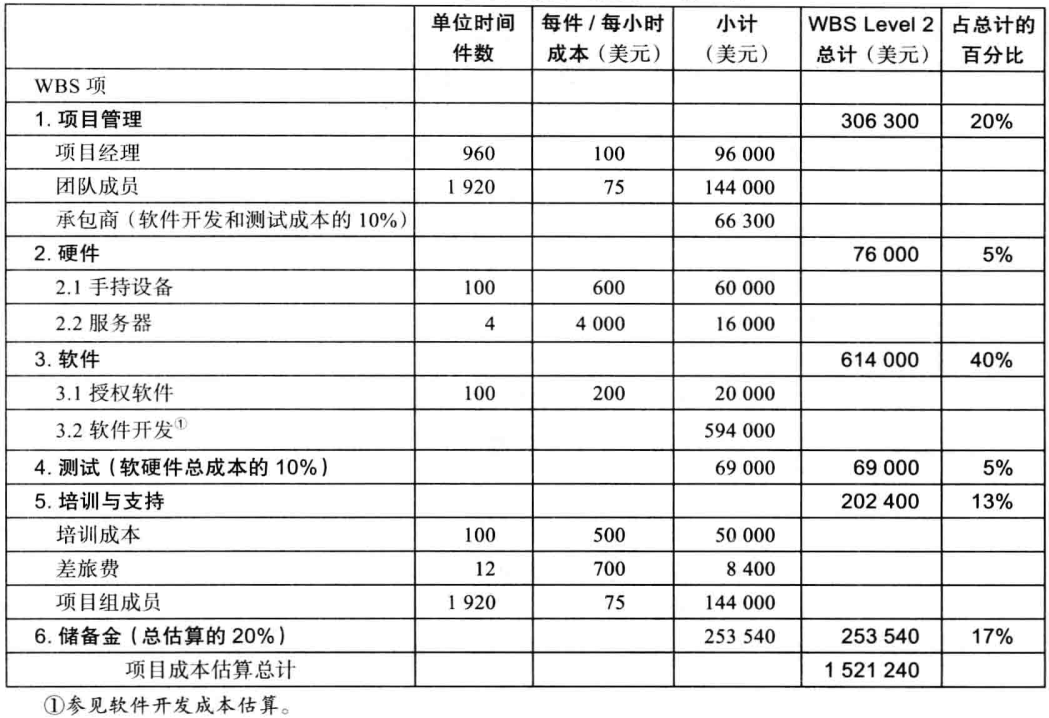 单位时间件数 每件/每小时成本（美元） 小计（美元） WBS Level 2总计（美元） 占总计的百分比
WBS 项
1. 项目管理 306 300 20%
项目经理 960 100 96 000
团队成员 1 920 75 144 000
承包商（软件开发和测试成本的10%） 66 300
2. 硬件 76 000 5%
2.1 手持设备 100 600 60 000
2.2 服务器 4 4 000 16 000
3. 软件 614 000 40%
3.1 授权软件 100 200 20 000
3.2 软件开发① 594 000
4. 测试（软硬件总成本的 10%） 69 000 69 000 5%
5. 培训与支持 202 400 13%
培训成本 100 500 50 000
差旅费 12 700 8 400
项目组成员 1 920 75 144 000
6. 储备金（总估算的 20%） 253 540 253 540 17%
项目成本估算总计 1 521 240
①参见软件开发成本估算。